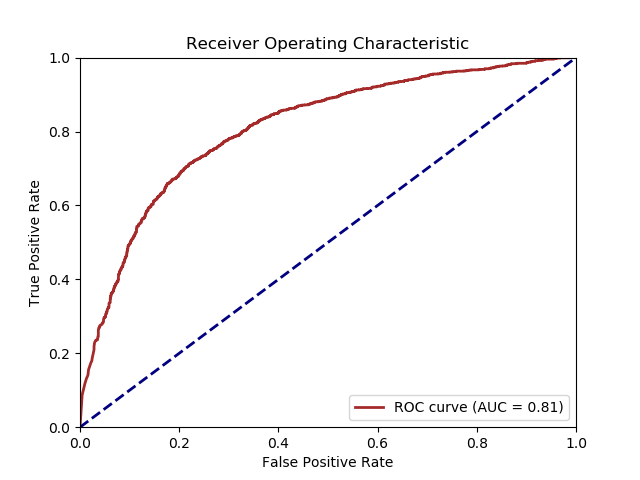 Receiver Operating Characteristic
1.0
0.8
0.6
0.4
0.2
0.0
True Positive Rate
ROC curve (AUC = 0.81)
0.0 0.2 0.4 0.6 0.8 1.0
False Positive Rate